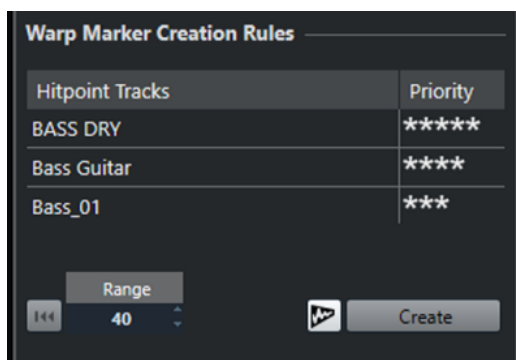 Warp Marker Creation Rules
Hitpoint Tracks Priority
BASS DRY *****
Bass Guitar ****
Bass_01 ***
Range
40 Create